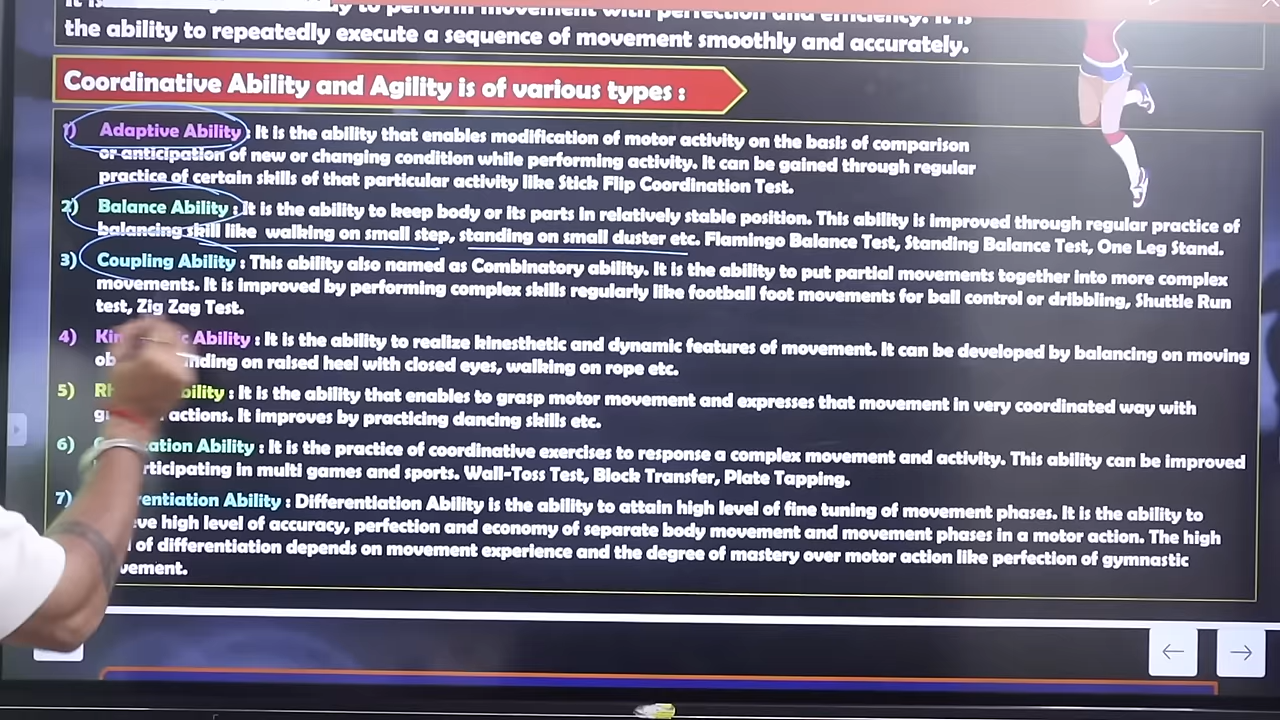 to perform movement with perfection and efficiency. It is
the ability to repeatedly execute a sequence of movement smoothly and accurately.
Coordinative Ability and Agility is of various types :
1) Adaptive Ability : It is the ability that enables modification of motor activity on the basis of comparison
or anticipation of new or changing condition while performing activity. It can be gained through regular
practice of certain skills of that particular activity like Stick Flip Coordination Test.
2) Balance Ability : It is the ability to keep body or its parts in relatively stable position. This ability is improved through regular practice of
balancing skill like walking on small step, standing on small duster etc. Flamingo Balance Test, Standing Balance Test, One Leg Stand.
3) Coupling Ability : This ability also named as Combinatory ability. It is the ability to put partial movements together into more complex
movements. It is improved by performing complex skills regularly like football foot movements for ball control or dribbling, Shuttle Run
test, Zig Zag Test.
4) Ability : It is the ability to realize kinesthetic and dynamic features of movement. It can be developed by balancing on moving
on raised heel with closed eyes, walking on rope etc.
5) : It is the ability that enables to grasp motor movement and expresses that movement in very coordinated way with
actions. It improves by practicing dancing skills etc.
6) Ability : It is the practice of coordinative exercises to response a complex movement and activity. This ability can be improved
in multi games and sports. Wall-Toss Test, Block Transfer, Plate Tapping.
7) Ability : Differentiation Ability is the ability to attain high level of fine tuning of movement phases. It is the ability to
high level of accuracy, perfection and economy of separate body movement and movement phases in a motor action. The high
of differentiation depends on movement experience and the degree of mastery over motor action like perfection of gymnastic